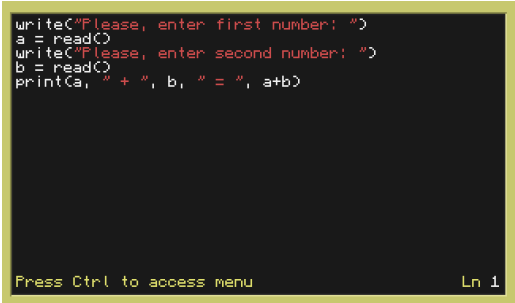 write("Please, enter first number: ")
a = read()
write("Please, enter second number: ")
b = read()
print(a, " + ", b, " = ", a+b)
Press Ctrl to access menu
Ln 1